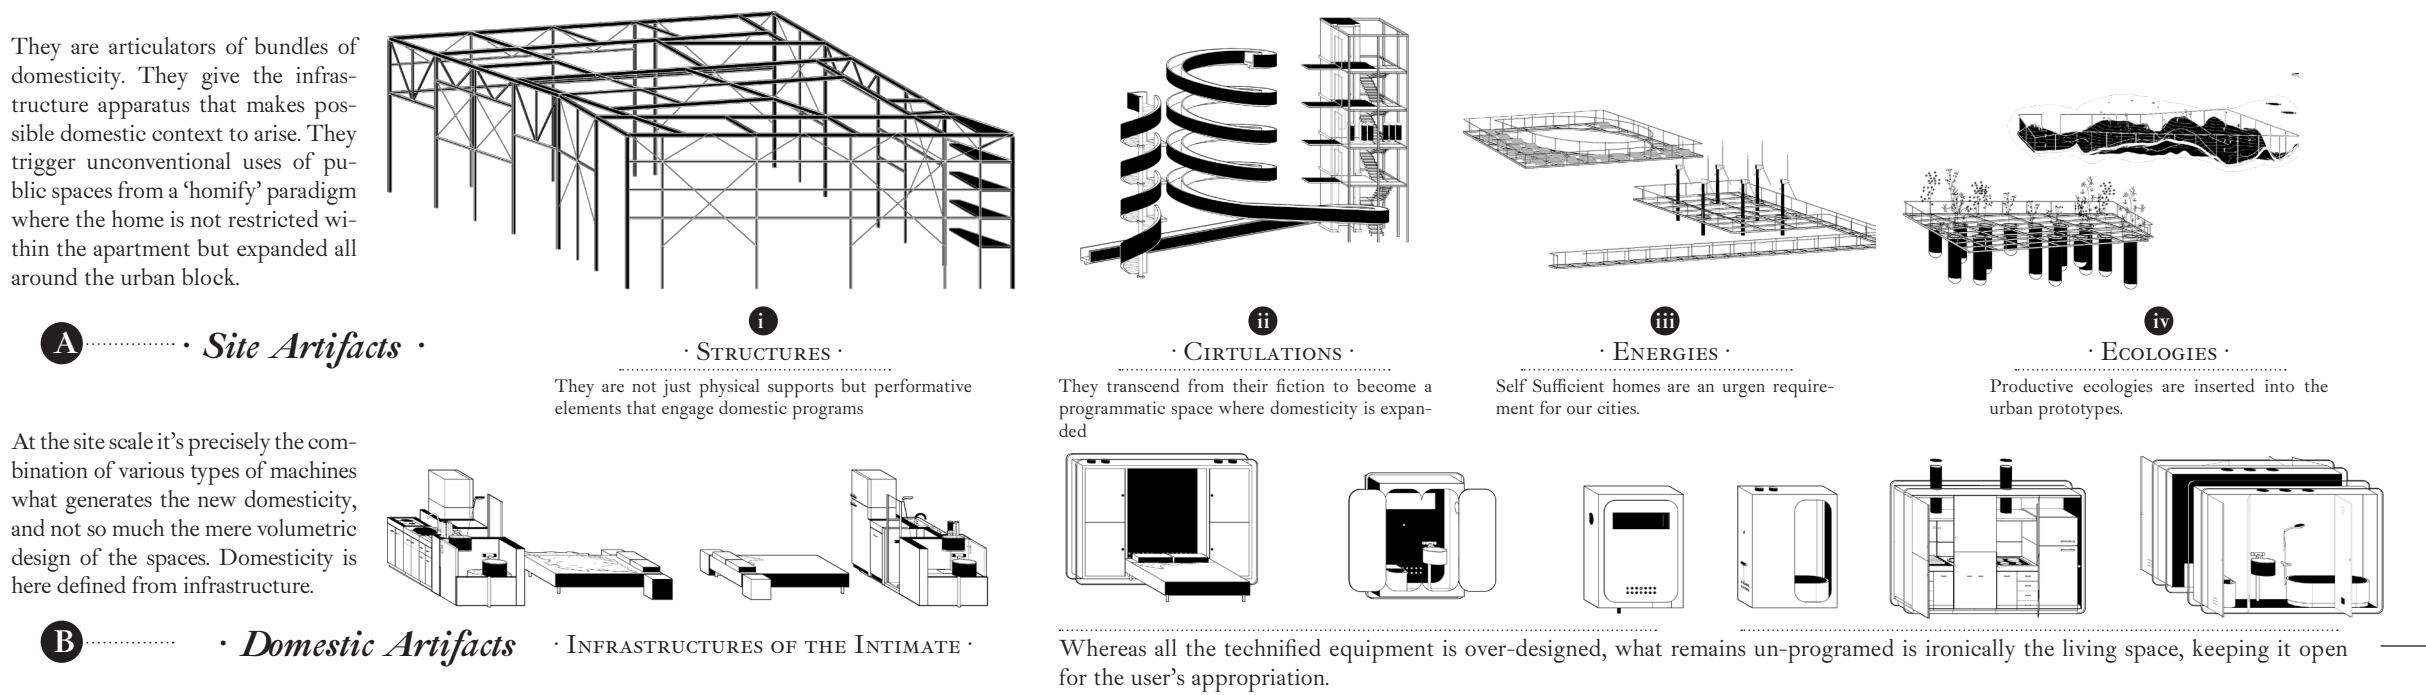 They are articulators of bundles of
domesticity. They give the infras-
tructure apparatus that makes pos-
sible domestic context to arise. They
trigger unconventional uses of pu-
blic spaces from a ‘homify’ paradigm
where the home is not restricted wi-
thin the apartment but expanded all
around the urban block.
A
· Site Artifacts ·
i
· Structures ·
They are not just physical supports but performative
elements that engage domestic programs
ii
· Cirtulations ·
They transcend from their fiction to become a
programmatic space where domesticity is expan-
ded
iii
· Energies ·
Self Sufficient homes are an urgen require-
ment for our cities.
iv
· Ecologies ·
Productive ecologies are inserted into the
urban prototypes.
At the site scale it’s precisely the com-
bination of various types of machines
what generates the new domesticity,
and not so much the mere volumetric
design of the spaces. Domesticity is
here defined from infrastructure.
B
· Domestic Artifacts
· Infrastructures of the Intimate ·
Whereas all the technified equipment is over-designed, what remains un-programed is ironically the living space, keeping it open
for the user’s appropriation.